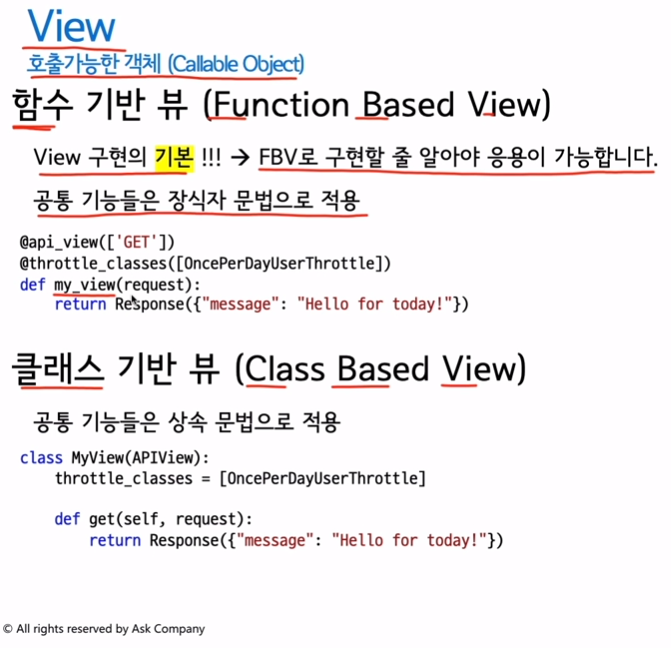 View
호출가능한 객체 (Callable Object)
함수 기반 뷰 (Function Based View)
View 구현의 기본 !!! → FBV로 구현할 줄 알아야 응용이 가능합니다.
공통 기능들은 장식자 문법으로 적용
@api_view(['GET'])
@throttle_classes([OncePerDayUserThrottle])
def my_view(request):
    return Response({"message": "Hello for today!"})
클래스 기반 뷰 (Class Based View)
공통 기능들은 상속 문법으로 적용
class MyView(APIView):
    throttle_classes = [OncePerDayUserThrottle]
    def get(self, request):
        return Response({"message": "Hello for today!"})
© All rights reserved by Ask Company